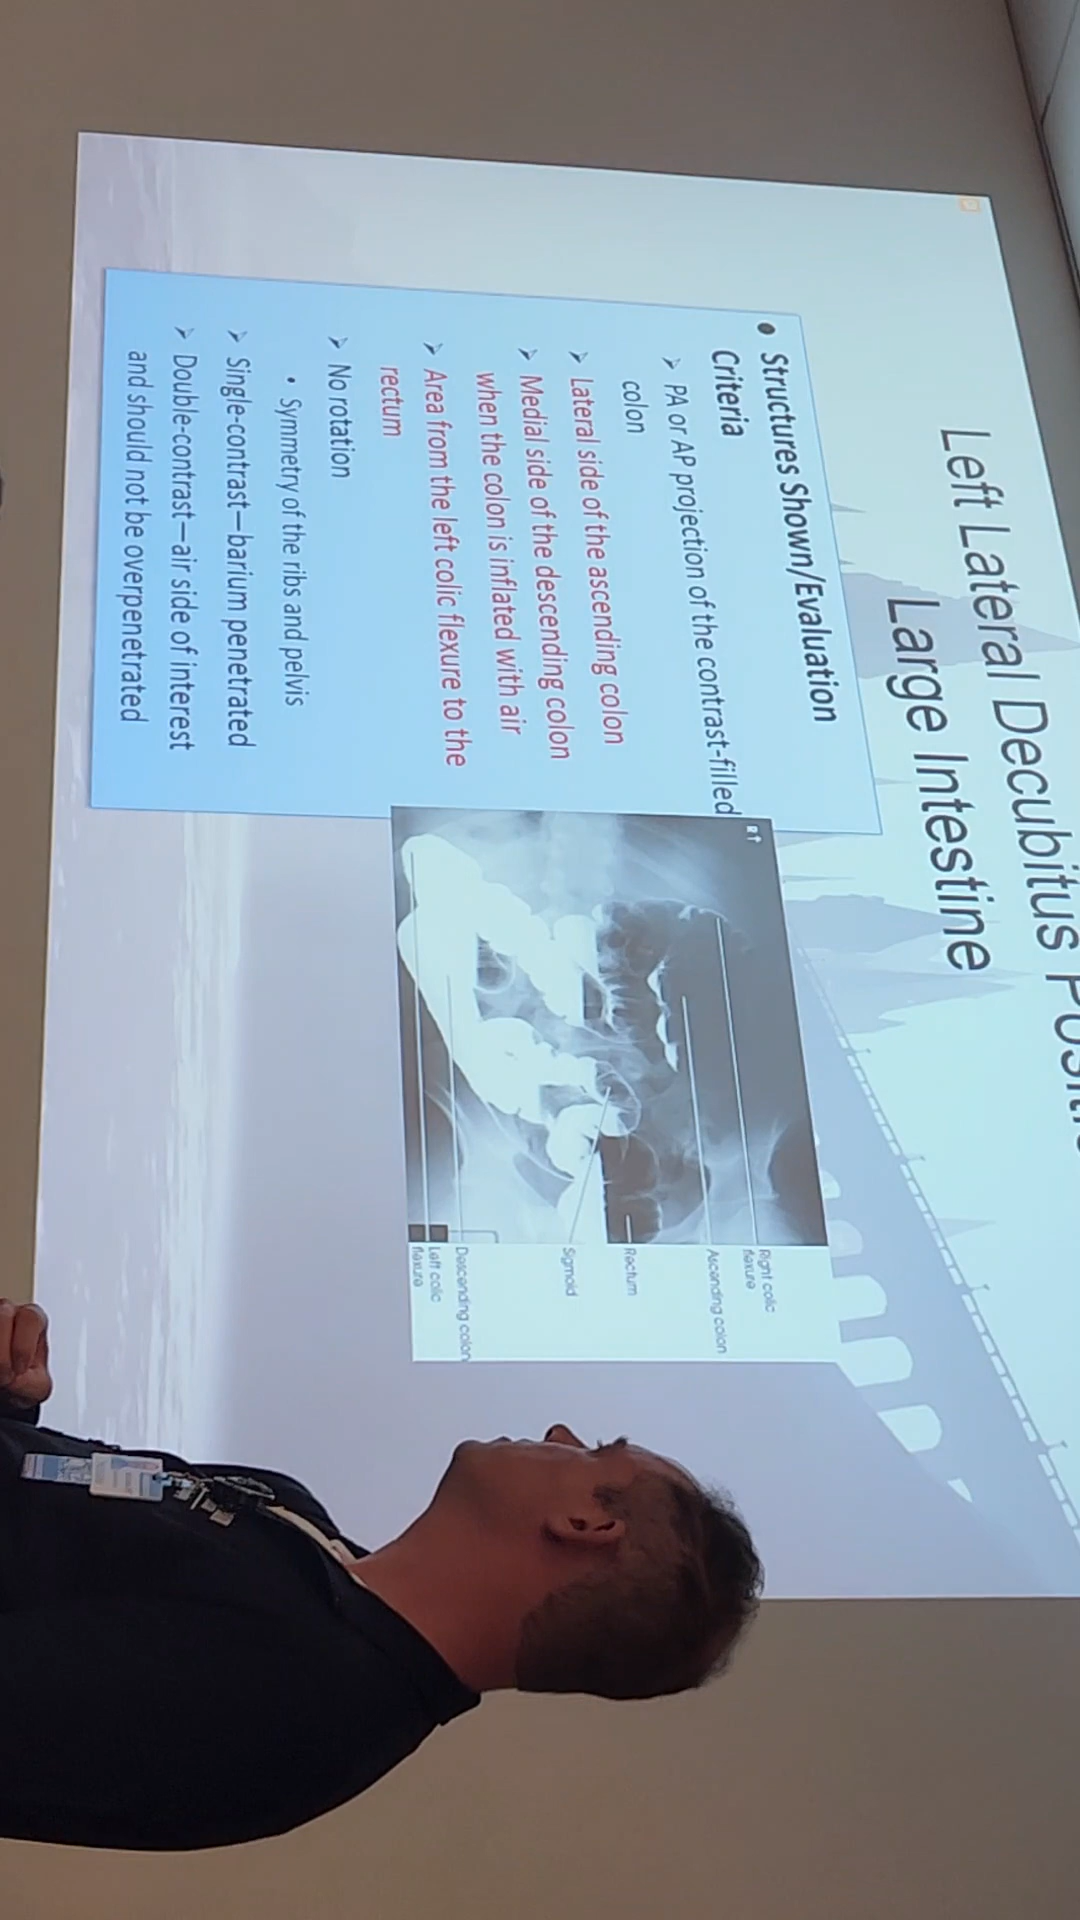 Left Lateral Decubitus
Large Intestine
● Structures Shown/Evaluation
Criteria
➢ PA or AP projection of the contrast-filled
colon
➢ Lateral side of the ascending colon
➢ Medial side of the descending colon
when the colon is inflated with air
➢ Area from the left colic flexure to the
rectum
➢ No rotation
• Symmetry of the ribs and pelvis
➢ Single-contrast—barium penetrated
➢ Double-contrast—air side of interest
and should not be overpenetrated
R↑
Right colic
flexure
Ascending colon
Rectum
Sigmoid
Descending colon
Left colic
flexure